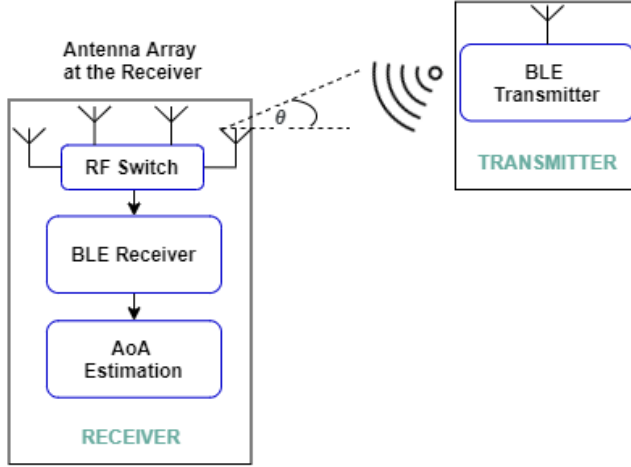 Antenna Array
at the Receiver
θ
RF Switch
BLE Receiver
AoA
Estimation
RECEIVER
BLE
Transmitter
TRANSMITTER